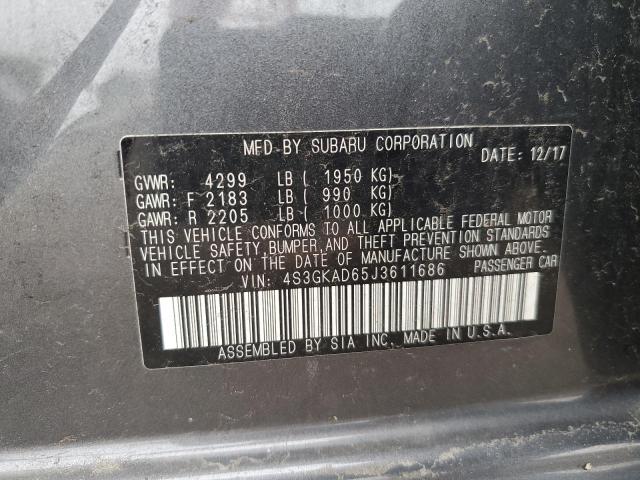 MFD BY SUBARU CORPORATION
DATE: 12/17
GVWR: 4299 LB ( 1950 KG)
GAWR: F 2183 LB ( 990 KG)
GAWR: R 2205 LB ( 1000 KG)
THIS VEHICLE CONFORMS TO ALL APPLICABLE FEDERAL MOTOR
VEHICLE SAFETY, BUMPER, AND THEFT PREVENTION STANDARDS
IN EFFECT ON THE DATE OF MANUFACTURE SHOWN ABOVE.
VIN: 4S3GKAD65J3611686 PASSENGER CAR
ASSEMBLED BY SIA INC. MADE IN U.S.A.